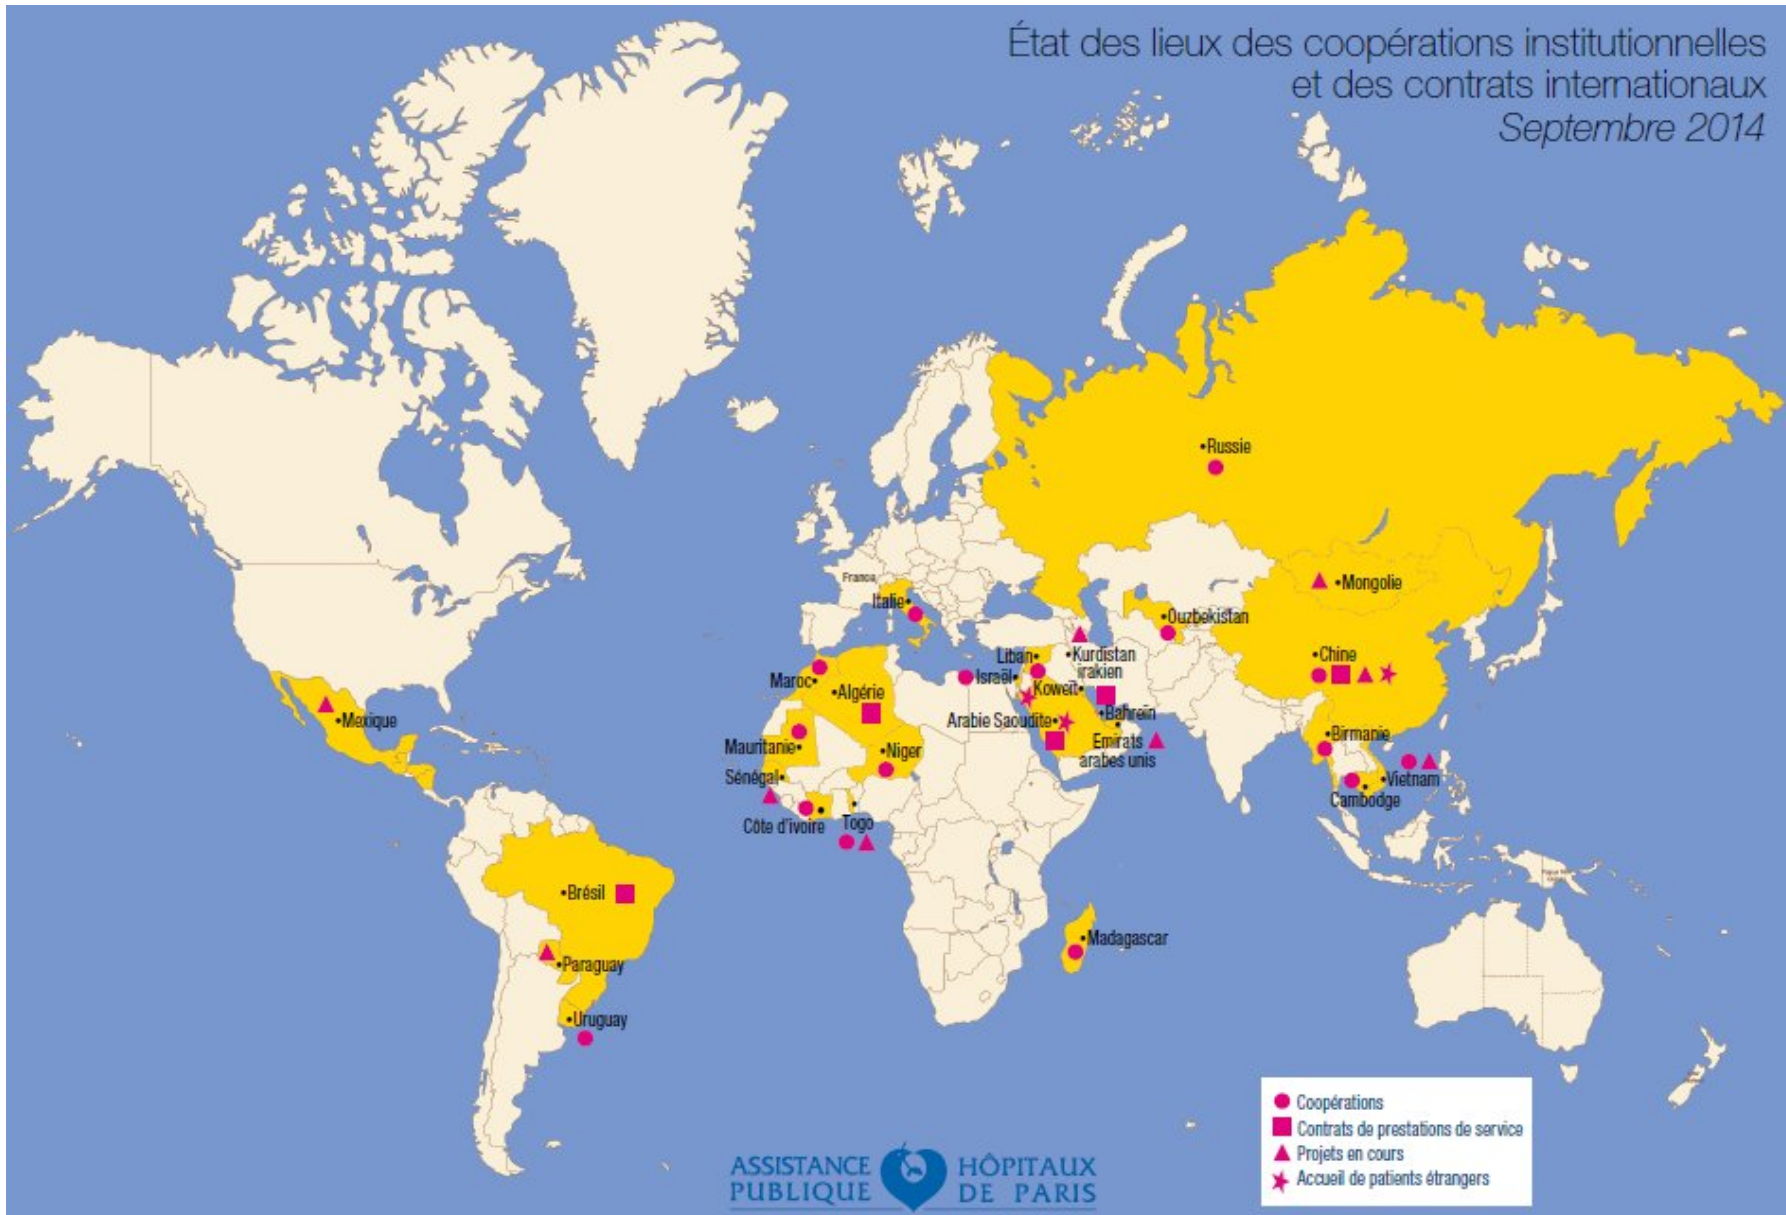 État des lieux des coopérations institutionnelles
et des contrats internationaux
Septembre 2014
Russie
Mongolie
France
Italie
Ouzbekistan
Liban
Kurdistan
irakien
Chine
Maroc
Israël
Koweït
Algérie
Mexique
Arabie Saoudite
Bahreïn
Birmanie
Mauritanie
Niger
Emirats
arabes unis
Sénégal
Vietnam
Cambodge
Côte d'ivoire
Togo
Brésil
Madagascar
Paraguay
Uruguay
Coopérations
Contrats de prestations de service
Projets en cours
Accueil de patients étrangers
ASSISTANCE
PUBLIQUE
HÔPITAUX
DE PARIS